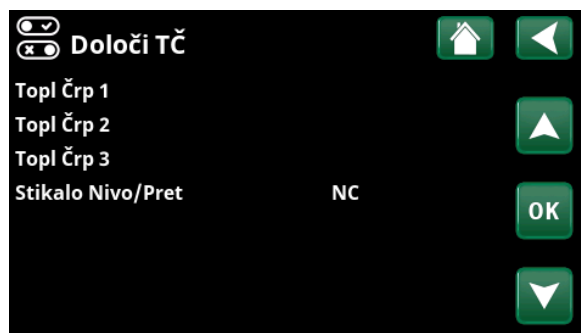 Določi TČ
Topl Črp 1
Topl Črp 2
Topl Črp 3
Stikalo Nivo/Pret NC
OK